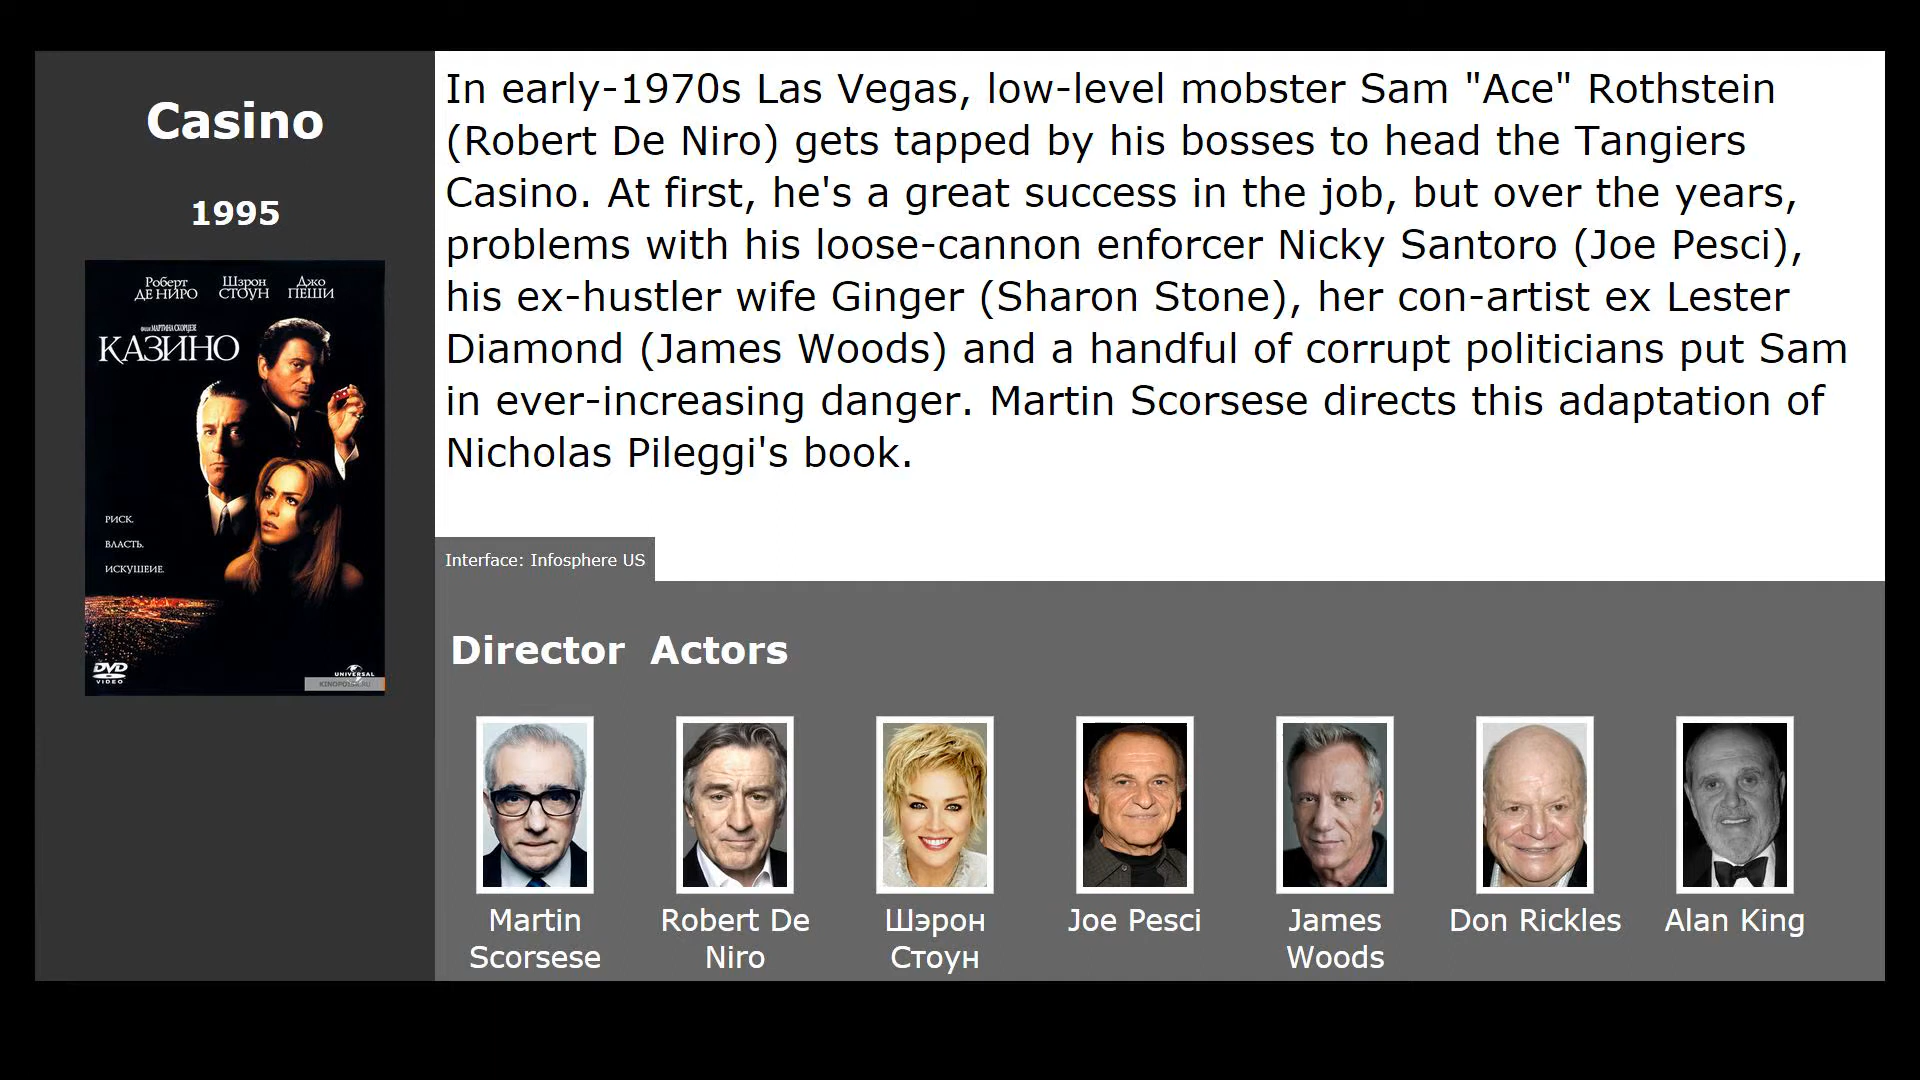 Casino
1995
Роберт
ДЕ НИРО
Шэрон
СТОУН
Джо
ПЕШИ
КАЗИНО
РИСК.
ВЛАСТЬ.
ИСКУШЕИЕ.
DVD
VIDEO
UNIVERSAL
In early-1970s Las Vegas, low-level mobster Sam "Ace" Rothstein
(Robert De Niro) gets tapped by his bosses to head the Tangiers
Casino. At first, he's a great success in the job, but over the years,
problems with his loose-cannon enforcer Nicky Santoro (Joe Pesci),
his ex-hustler wife Ginger (Sharon Stone), her con-artist ex Lester
Diamond (James Woods) and a handful of corrupt politicians put Sam
in ever-increasing danger. Martin Scorsese directs this adaptation of
Nicholas Pileggi's book.
Interface: Infosphere US
Director Actors
Martin
Scorsese
Robert De
Niro
Шэрон
Стоун
Joe Pesci
James
Woods
Don Rickles
Alan King